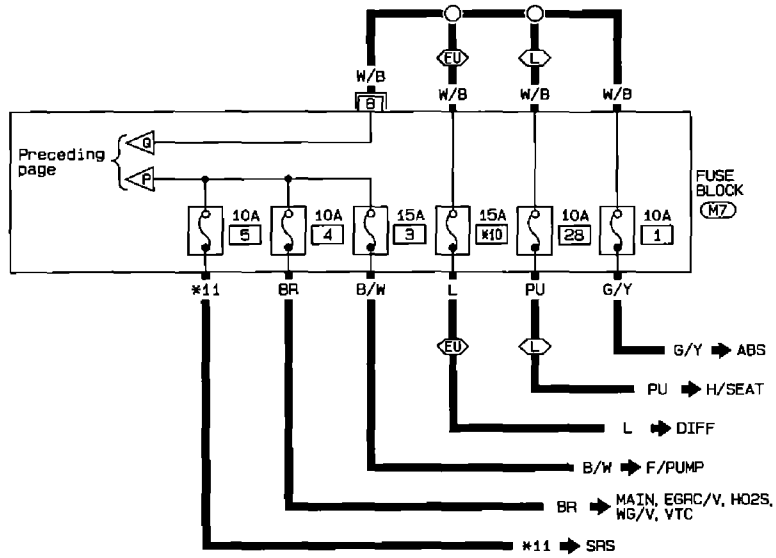 EU L
W/B
8
W/B W/B W/B
Q
Preceding page
P
FUSE BLOCK
M7
10A 10A 15A 15A 10A 10A
5 4 3 *10 28 1
*11 BR B/W L PU G/Y
EU L
G/Y ABS
PU H/SEAT
L DIFF
B/W F/PUMP
BR MAIN, EGRC/V, HO2S,
WG/V, VTC
*11 SRS